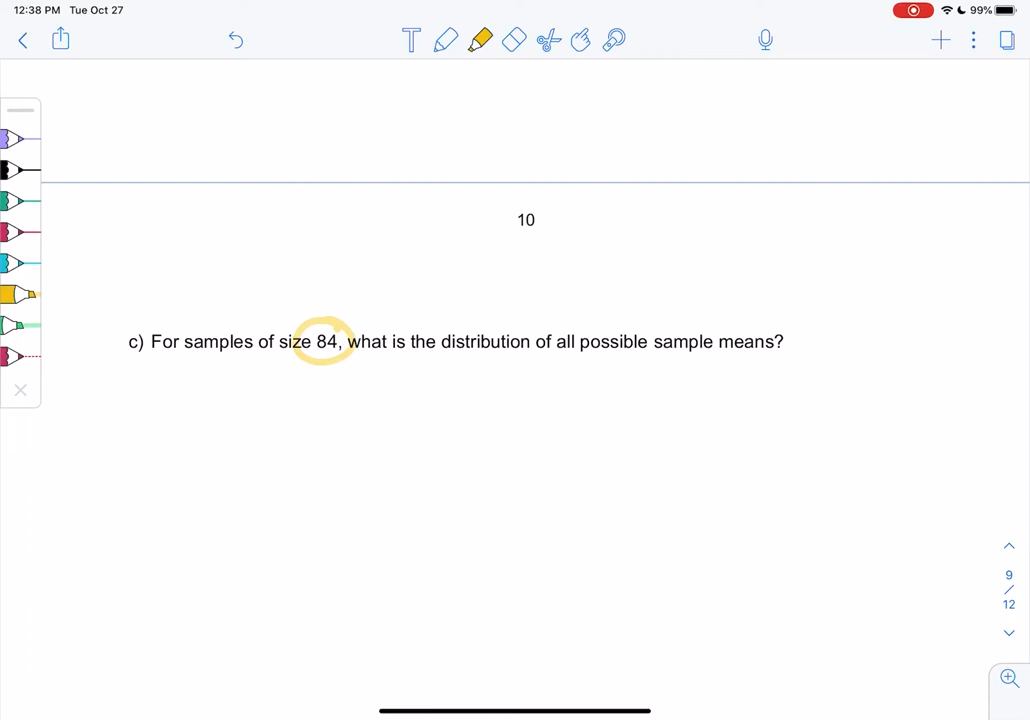 12:38 PM Tue Oct 27
99%
T
10
c) For samples of size 84, what is the distribution of all possible sample means?
9
/
12